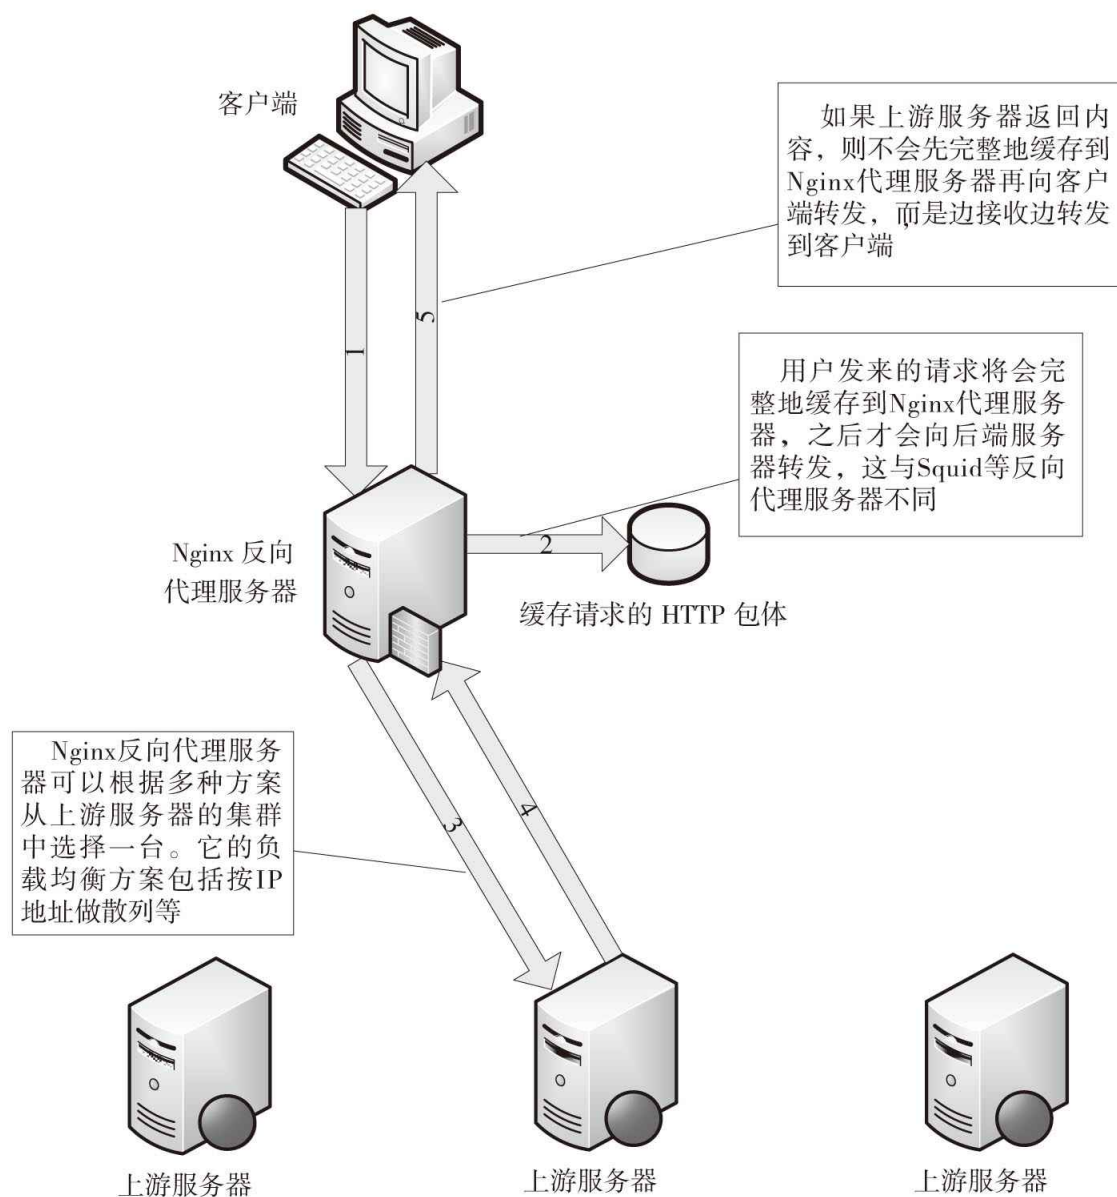 客户端
如果上游服务器返回内
容，则不会先完整地缓存到
Nginx代理服务器再向客户
端转发，而是边接收边转发
到客户端
5
1
用户发来的请求将会完
整地缓存到Nginx代理服务
器，之后才会向后端服务
器转发，这与Squid等反向
代理服务器不同
2
Nginx 反向
代理服务器
缓存请求的 HTTP 包体
Nginx反向代理服务
器可以根据多种方案
从上游服务器的集群
中选择一台。它的负
载均衡方案包括按IP
地址做散列等
3
4
上游服务器
上游服务器
上游服务器